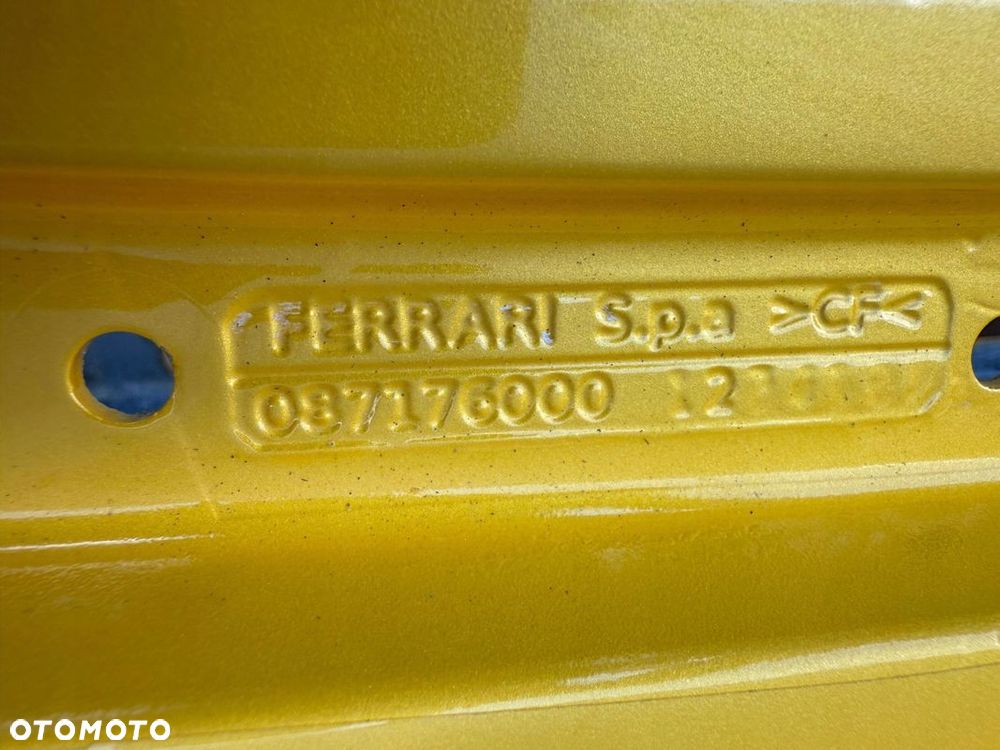 FERRARI S.p.a >CF<
087176000
OTOMOTO